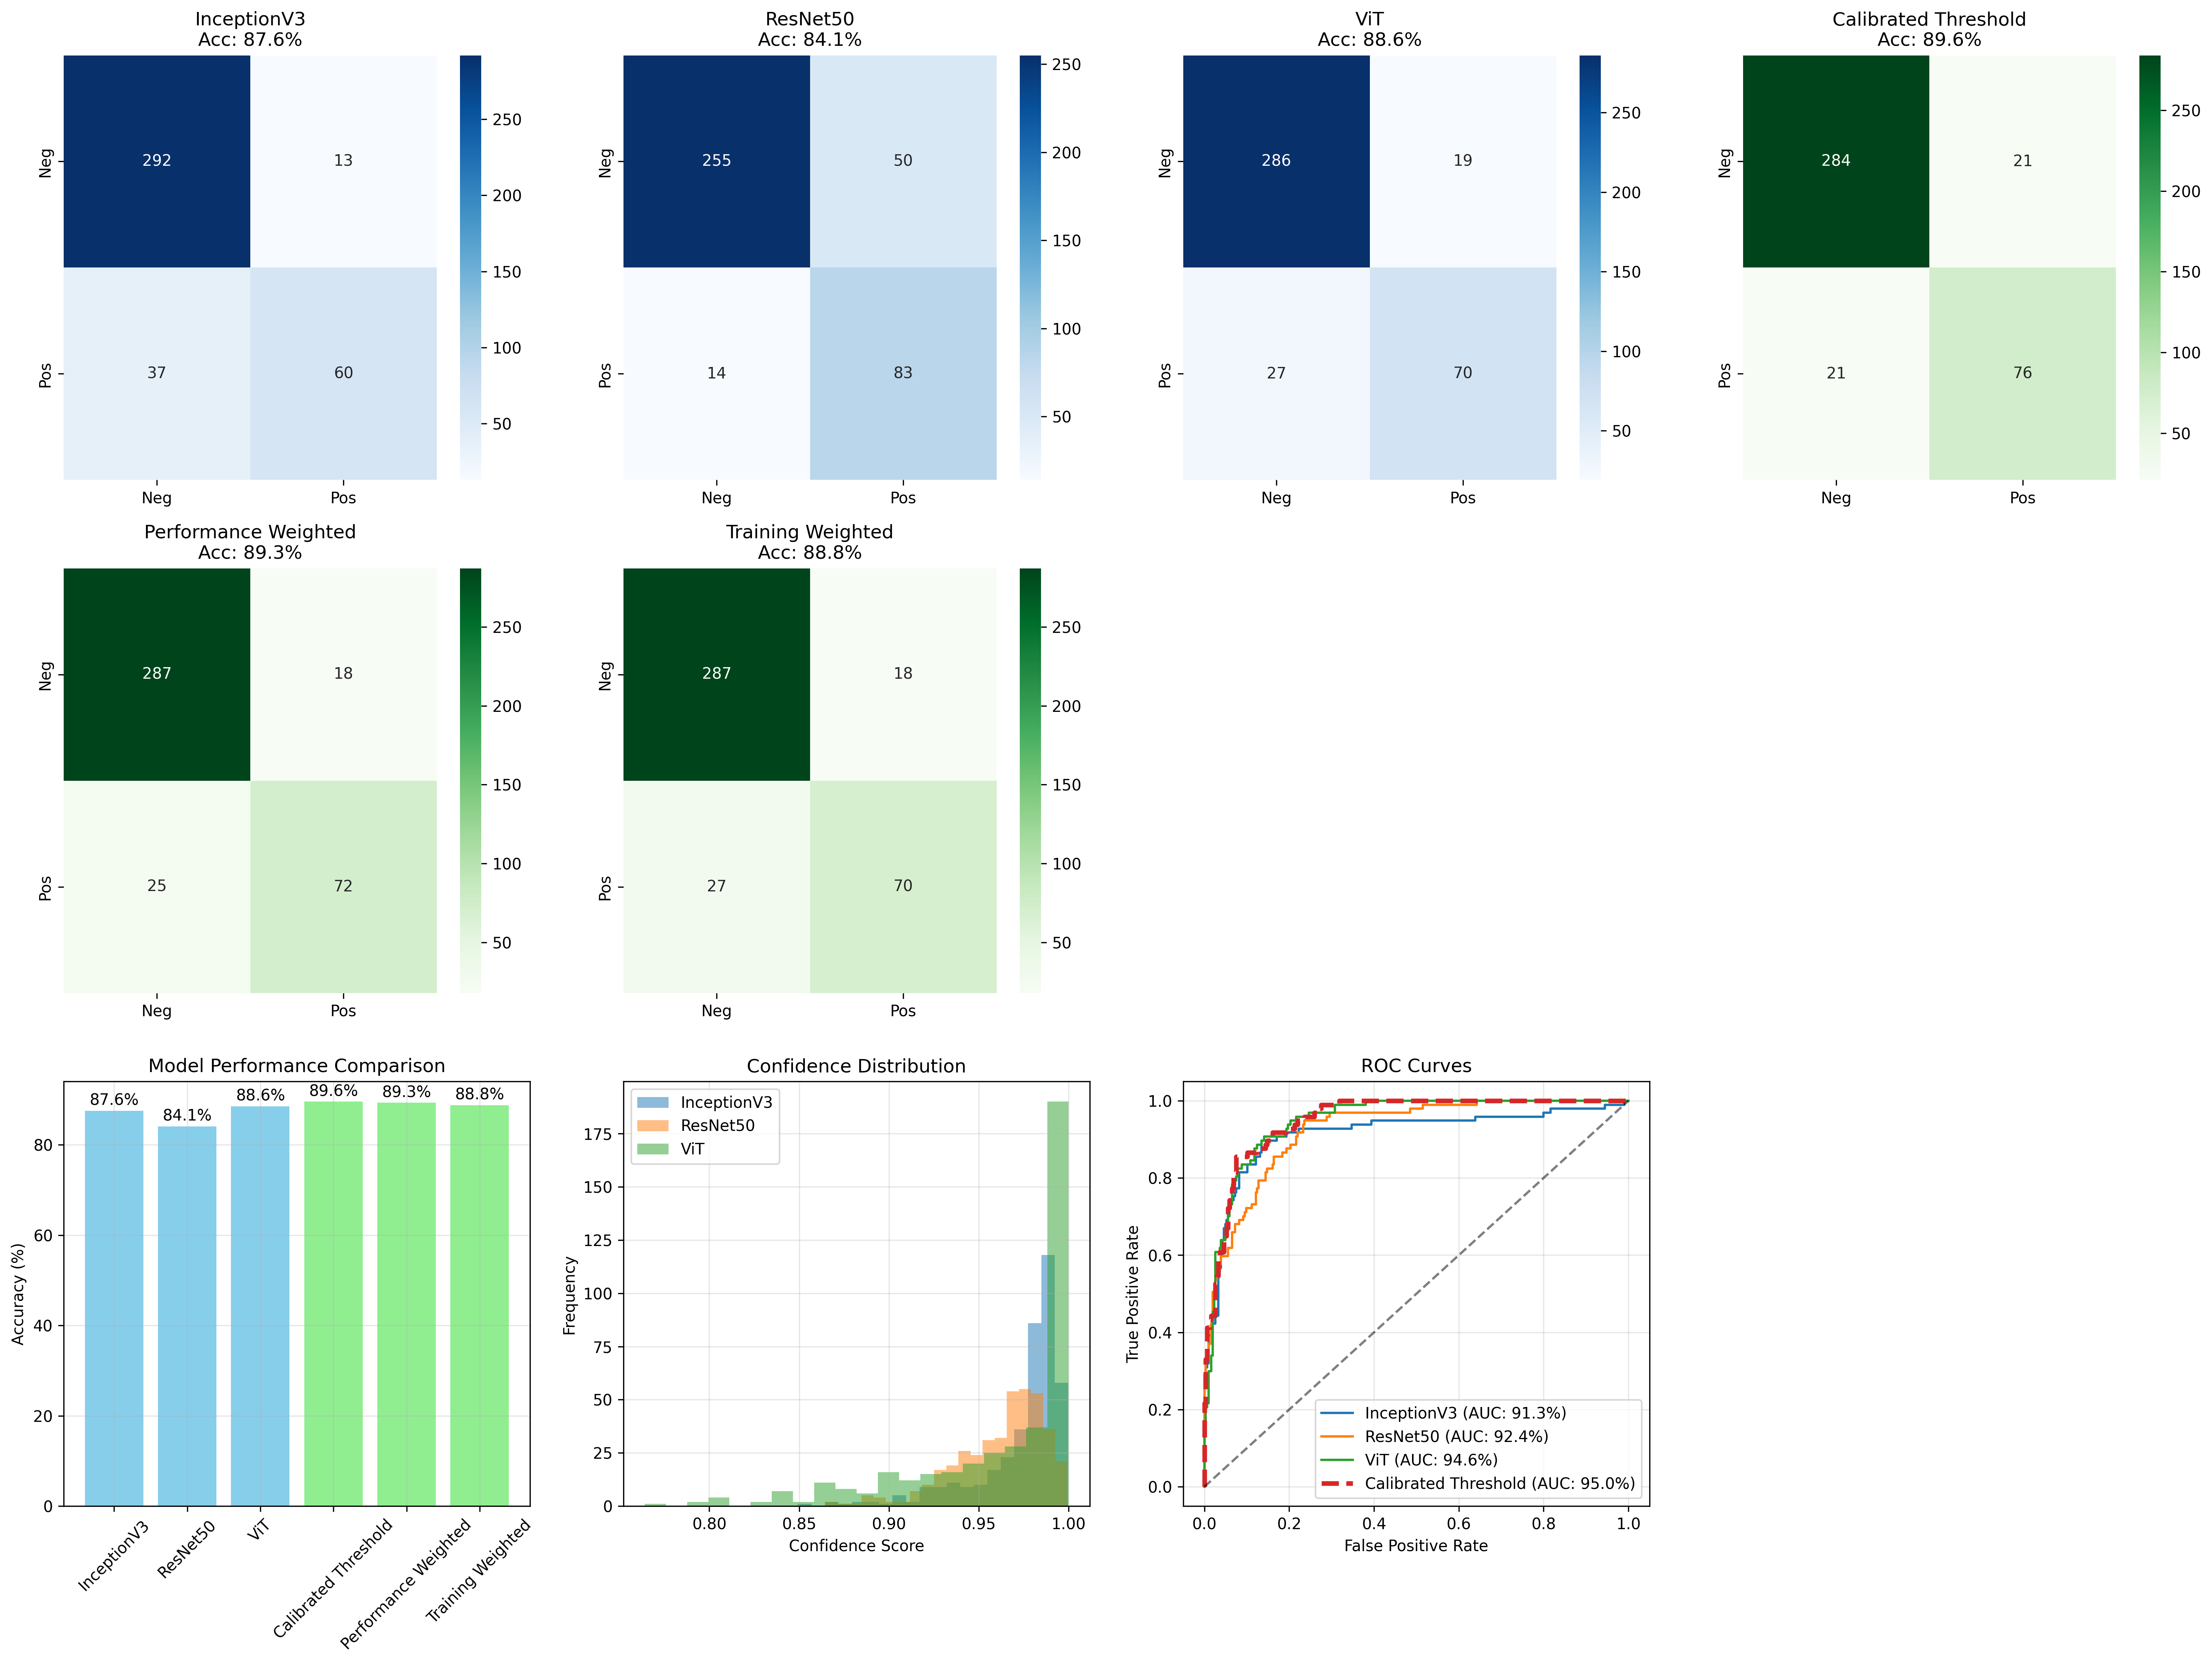 InceptionV3
Acc: 87.6%
Neg
Pos
292
13
37
60
Neg
Pos
250
200
150
100
50
ResNet50
Acc: 84.1%
Neg
Pos
255
50
14
83
Neg
Pos
250
200
150
100
50
ViT
Acc: 88.6%
Neg
Pos
286
19
27
70
Neg
Pos
250
200
150
100
50
Calibrated Threshold
Acc: 89.6%
Neg
Pos
284
21
21
76
Neg
Pos
250
200
150
100
50
Performance Weighted
Acc: 89.3%
Neg
Pos
287
18
25
72
Neg
Pos
250
200
150
100
50
Training Weighted
Acc: 88.8%
Neg
Pos
287
18
27
70
Neg
Pos
250
200
150
100
50
Model Performance Comparison
Accuracy (%)
80
60
40
20
0
87.6%
84.1%
88.6%
89.6%
89.3%
88.8%
InceptionV3
ResNet50
ViT
Calibrated Threshold
Performance Weighted
Training Weighted
Confidence Distribution
Frequency
175
150
125
100
75
50
25
0
InceptionV3
ResNet50
ViT
0.80
0.85
0.90
0.95
1.00
Confidence Score
ROC Curves
True Positive Rate
1.0
0.8
0.6
0.4
0.2
0.0
InceptionV3 (AUC: 91.3%)
ResNet50 (AUC: 92.4%)
ViT (AUC: 94.6%)
Calibrated Threshold (AUC: 95.0%)
0.0
0.2
0.4
0.6
0.8
1.0
False Positive Rate